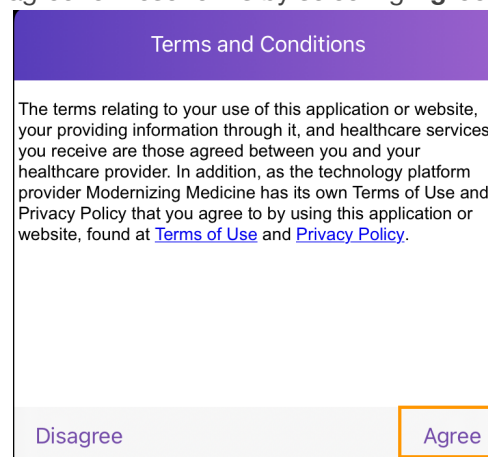 by
Terms and Conditions
The terms relating to your use of this application or website,
your providing information through it, and healthcare services
you receive are those agreed between you and your
healthcare provider. In addition, as the technology platform
provider Modernizing Medicine has its own Terms of Use and
Privacy Policy that you agree to by using this application or
website, found at Terms of Use and Privacy Policy.
Disagree
Agree